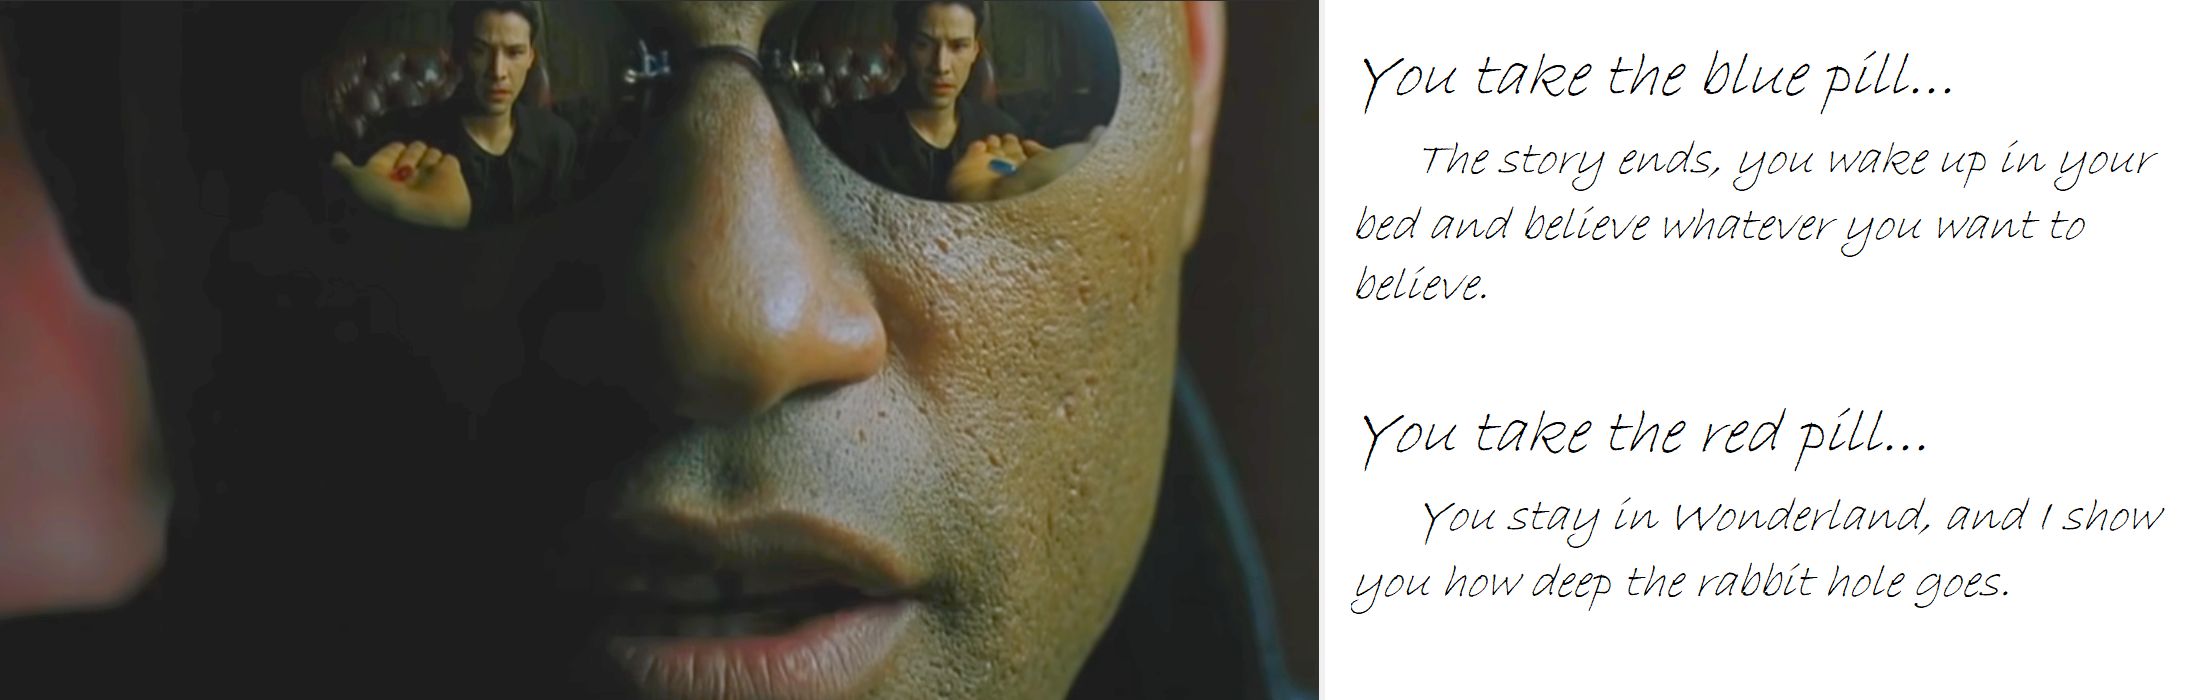 You take the blue pill...
The story ends, you wake up in your
bed and believe whatever you want to
believe.
You take the red pill...
You stay in Wonderland, and I show
you how deep the rabbit hole goes.